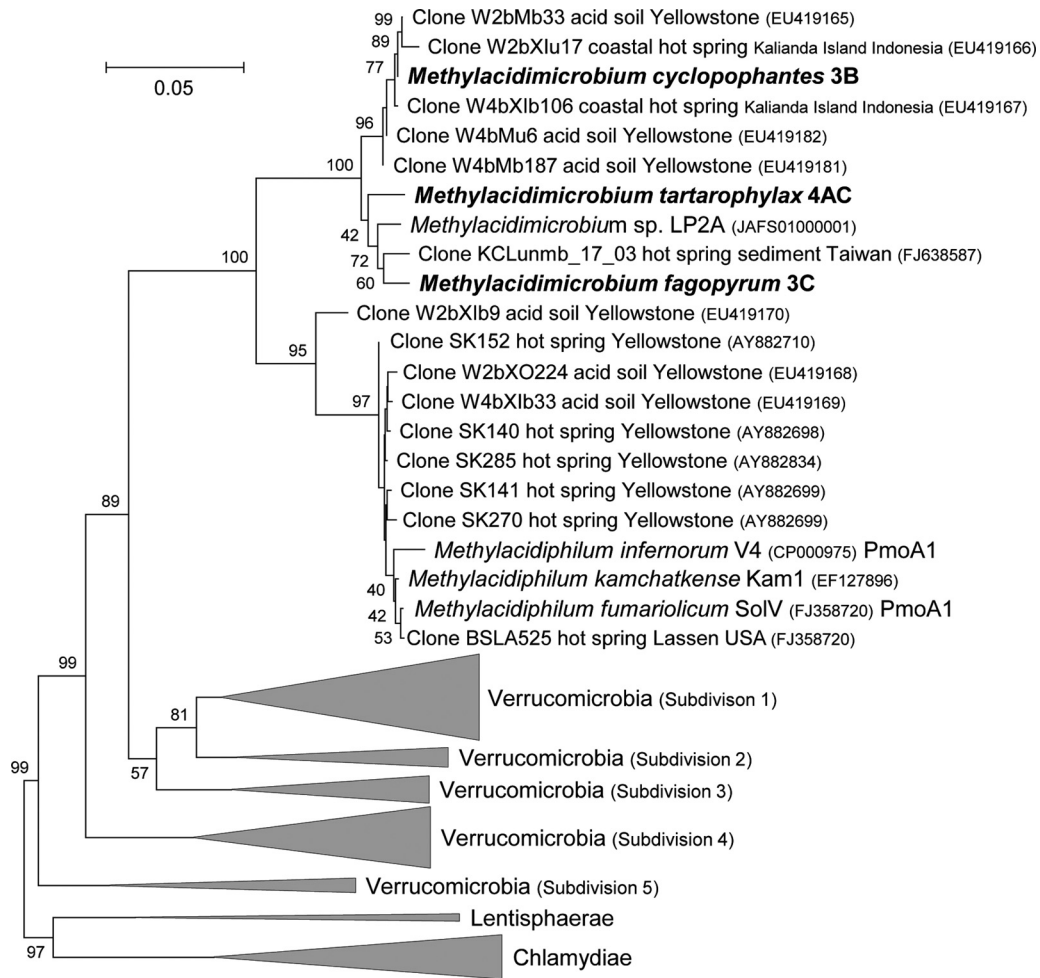 99
Clone W2bMb33 acid soil Yellowstone (EU419165)
89
Clone W2bXIu17 coastal hot spring Kalianda Island Indonesia (EU419166)
77
Methylacidimicrobium cyclopophantes 3B
0.05
Clone W4bXIb106 coastal hot spring Kalianda Island Indonesia (EU419167)
96
Clone W4bMu6 acid soil Yellowstone (EU419182)
Clone W4bMb187 acid soil Yellowstone (EU419181)
100
Methylacidimicrobium tartarophylax 4AC
42
Methylacidimicrobium sp. LP2A (JAFS01000001)
72
Clone KCLunmb_17_03 hot spring sediment Taiwan (FJ638587)
100
60
Methylacidimicrobium fagopyrum 3C
Clone W2bXIb9 acid soil Yellowstone (EU419170)
95
Clone SK152 hot spring Yellowstone (AY882710)
Clone W2bXO224 acid soil Yellowstone (EU419168)
97
Clone W4bXIb33 acid soil Yellowstone (EU419169)
Clone SK140 hot spring Yellowstone (AY882698)
Clone SK285 hot spring Yellowstone (AY882834)
Clone SK141 hot spring Yellowstone (AY882699)
89
Clone SK270 hot spring Yellowstone (AY882699)
Methylacidiphilum infernorum V4 (CP000975) PmoA1
40
Methylacidiphilum kamchatkense Kam1 (EF127896)
42
Methylacidiphilum fumariolicum SolV (FJ358720) PmoA1
53
Clone BSLA525 hot spring Lassen USA (FJ358720)
99
Verrucomicrobia (Subdivison 1)
81
Verrucomicrobia (Subdivision 2)
99
57
Verrucomicrobia (Subdivision 3)
Verrucomicrobia (Subdivision 4)
Verrucomicrobia (Subdivision 5)
Lentisphaerae
97
Chlamydiae